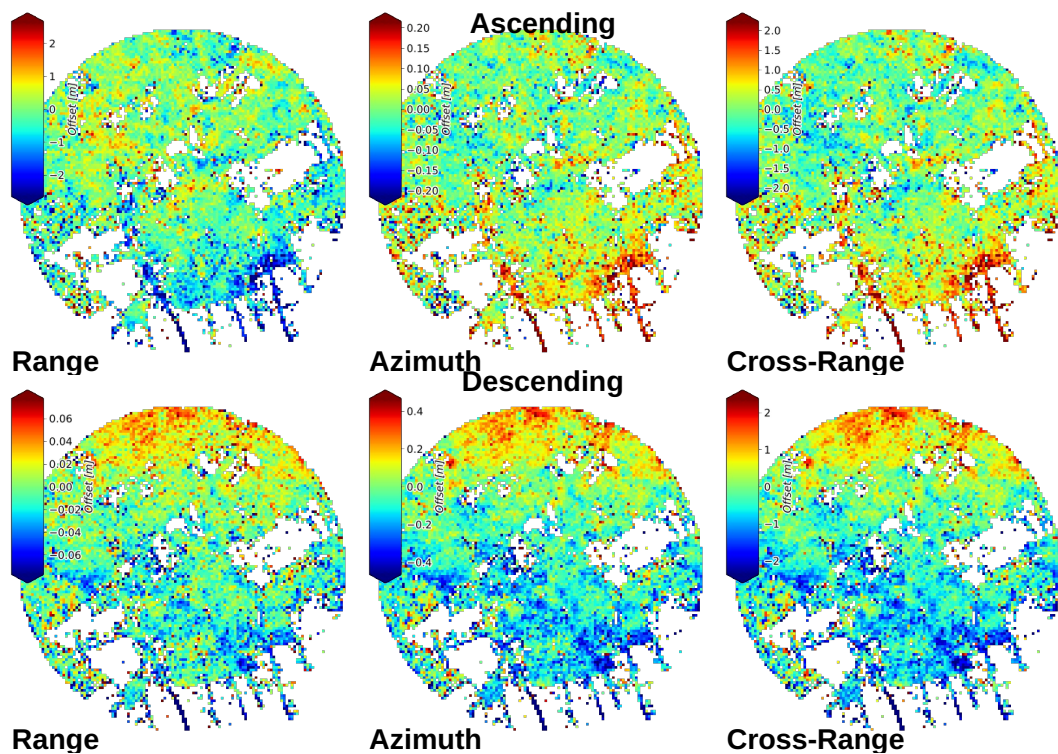 Ascending
2
1
0
−1
−2
Offset [m]
Range
0.20
0.15
0.10
0.05
0.00
−0.05
−0.10
−0.15
−0.20
Offset [m]
Azimuth
2.0
1.5
1.0
0.5
0.0
−0.5
−1.0
−1.5
−2.0
Offset [m]
Cross-Range
Descending
0.06
0.04
0.02
0.00
−0.02
−0.04
−0.06
Offset [m]
Range
0.4
0.2
0.0
−0.2
−0.4
Offset [m]
Azimuth
2
1
0
−1
−2
Offset [m]
Cross-Range